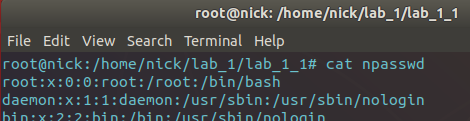 root@nick: /home/nick/lab_1/lab_1_1
File Edit View Search Terminal Help
root@nick:/home/nick/lab_1/lab_1_1# cat npasswd
root:x:0:0:root:/root:/bin/bash
daemon:x:1:1:daemon:/usr/sbin:/usr/sbin/nologin
bin:x:2:2:bin:/bin:/usr/sbin/nologin